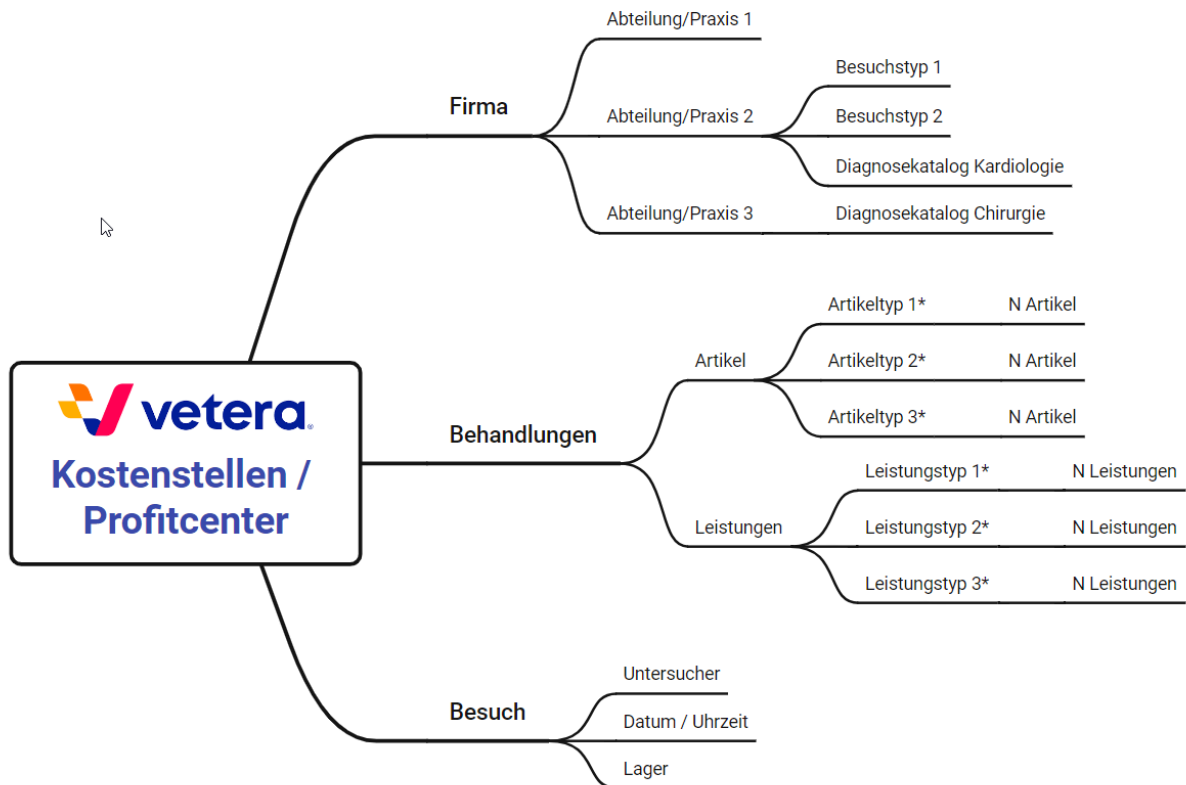 Abteilung/Praxis 1
Firma
Abteilung/Praxis 2
Besuchstyp 1
Besuchstyp 2
Diagnosekatalog Kardiologie
Abteilung/Praxis 3
Diagnosekatalog Chirurgie
vetera®
Kostenstellen /
Profitcenter
Behandlungen
Artikel
Artikeltyp 1* N Artikel
Artikeltyp 2* N Artikel
Artikeltyp 3* N Artikel
Leistungen
Leistungstyp 1* N Leistungen
Leistungstyp 2* N Leistungen
Leistungstyp 3* N Leistungen
Besuch
Untersucher
Datum / Uhrzeit
Lager